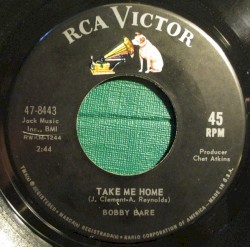 RCA VICTOR
47-8443
Jack Music
Inc., BMI
2:44
45
RPM
Producer
Chet Atkins
TAKE ME HOME
(J. Clement-A. Reynolds)
BOBBY BARE